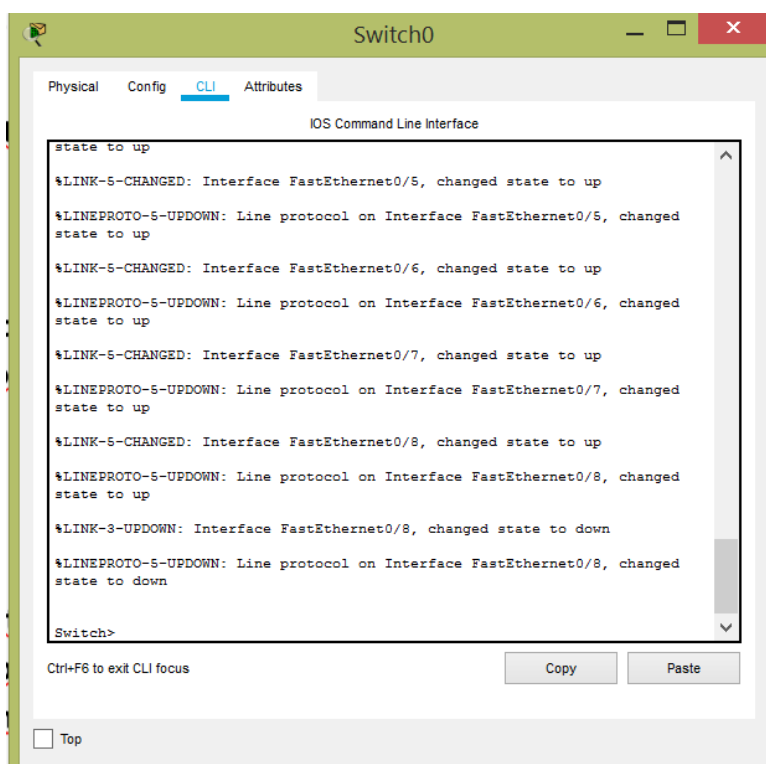 Switch0
Physical Config CLI Attributes
IOS Command Line Interface
state to up
%LINK-5-CHANGED: Interface FastEthernet0/5, changed state to up
%LINEPROTO-5-UPDOWN: Line protocol on Interface FastEthernet0/5, changed
state to up
%LINK-5-CHANGED: Interface FastEthernet0/6, changed state to up
%LINEPROTO-5-UPDOWN: Line protocol on Interface FastEthernet0/6, changed
state to up
%LINK-5-CHANGED: Interface FastEthernet0/7, changed state to up
%LINEPROTO-5-UPDOWN: Line protocol on Interface FastEthernet0/7, changed
state to up
%LINK-5-CHANGED: Interface FastEthernet0/8, changed state to up
%LINEPROTO-5-UPDOWN: Line protocol on Interface FastEthernet0/8, changed
state to up
%LINK-3-UPDOWN: Interface FastEthernet0/8, changed state to down
%LINEPROTO-5-UPDOWN: Line protocol on Interface FastEthernet0/8, changed
state to down
Switch>
Ctrl+F6 to exit CLI focus
Copy Paste
Top